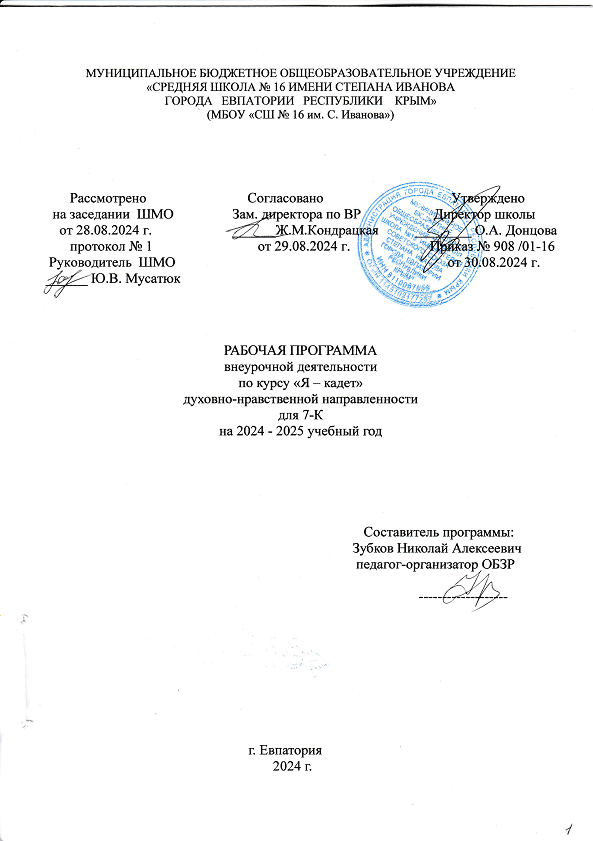 МУНИЦИПАЛЬНОЕ БЮДЖЕТНОЕ ОБЩЕОБРАЗОВАТЕЛЬНОЕ УЧРЕЖДЕНИЕ
«СРЕДНЯЯ ШКОЛА № 16 ИМЕНИ СТЕПАНА ИВАНОВА
ГОРОДА ЕВПАТОРИИ РЕСПУБЛИКИ КРЫМ»
(МБОУ «СШ № 16 им. С. Иванова»)
Рассмотрено
на заседании ШМО
от 28.08.2024 г.
протокол № 1
Руководитель ШМО
Ю.В. Мусатюк
Согласовано
Зам. директора по ВР
Ж.М.Кондрацкая
от 29.08.2024 г.
Утверждено
Директор школы
О.А. Донцова
Приказ № 908 /01-16
от 30.08.2024 г.
РАБОЧАЯ ПРОГРАММА
внеурочной деятельности
по курсу «Я – кадет»
духовно-нравственной направленности
для 7-К
на 2024 - 2025 учебный год
Составитель программы:
Зубков Николай Алексеевич
педагог-организатор ОБЗР
г. Евпатория
2024 г.
1